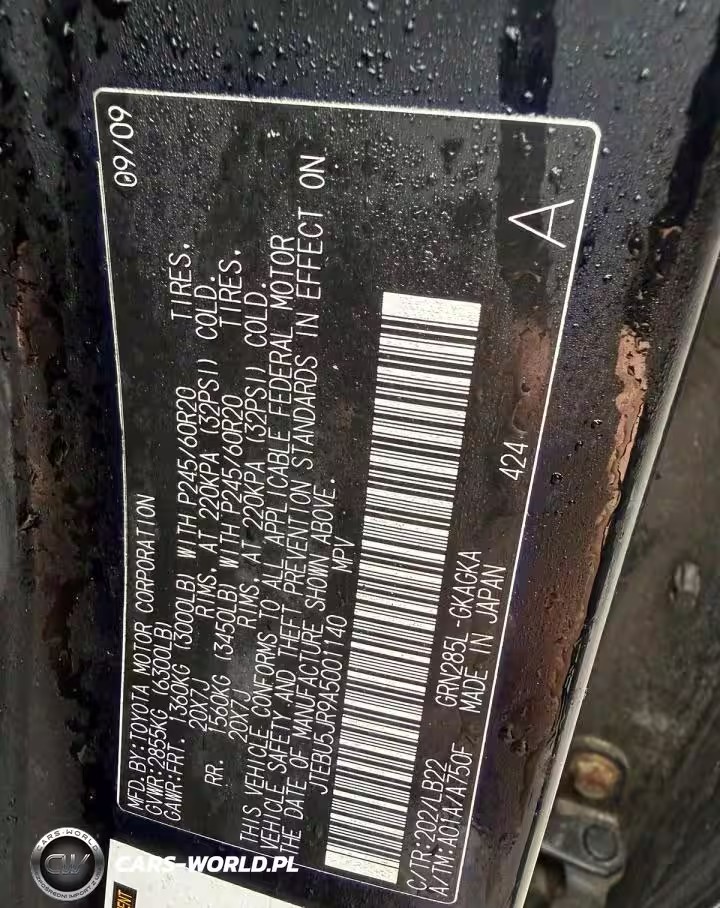 MFD. BY: TOYOTA MOTOR CORPORATION 09/09
GVWR: 2855KG (6300LB)
GAWR: FRT. 1360KG (3000LB) WITH P245/60R20 TIRES,
20X7J RIMS, AT 220KPA (32PSI) COLD.
RR. 1560KG (3450LB) WITH P245/60R20 TIRES,
20X7J RIMS, AT 220KPA (32PSI) COLD.
THIS VEHICLE CONFORMS TO ALL APPLICABLE FEDERAL MOTOR
VEHICLE SAFETY AND THEFT PREVENTION STANDARDS IN EFFECT ON
THE DATE OF MANUFACTURE SHOWN ABOVE.
JTEBU5JR9A5001140 MPV
C/TR: 202/LB22 GRN285L-GKAGKA
A/TM: A01A/A750F MADE IN JAPAN
424
A
CARS-WORLD
CW
CARS-WORLD.PL